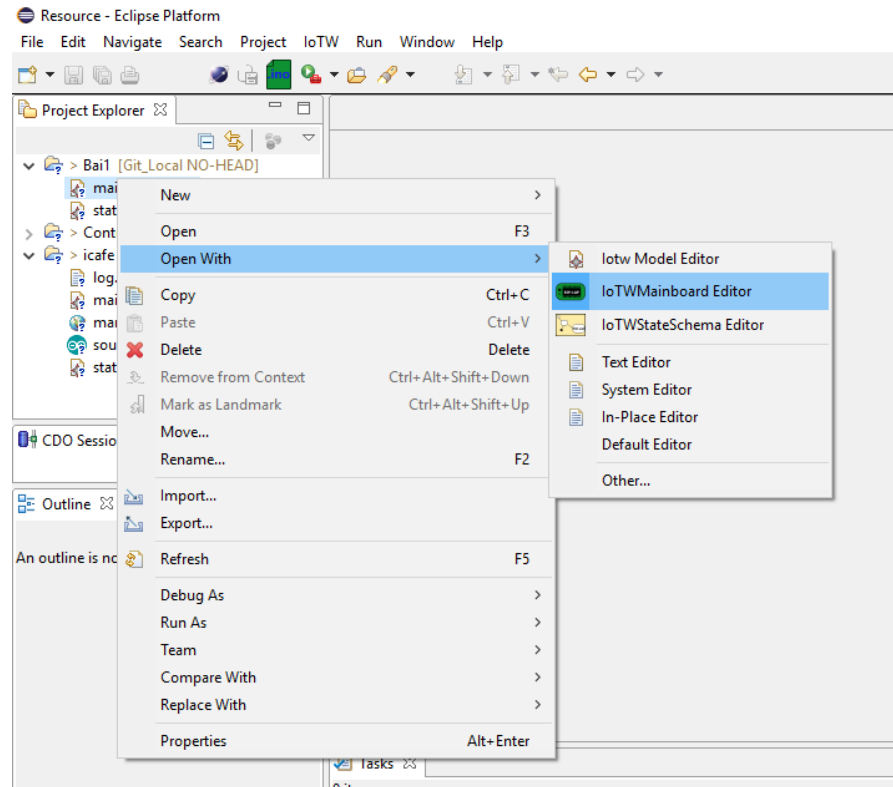 Resource - Eclipse Platform
File Edit Navigate Search Project IoTW Run Window Help
.ino
Project Explorer
> Bai1 [Git_Local NO-HEAD]
mai
stat
> Cont
> icafe
log.
mai
mar
sou
stat
CDO Sessio
Outline
An outline is no
New
Open F3
Open With
Copy Ctrl+C
Paste Ctrl+V
Delete Delete
Remove from Context Ctrl+Alt+Shift+Down
Mark as Landmark Ctrl+Alt+Shift+Up
Move...
Rename... F2
Import...
Export...
Refresh F5
Debug As
Run As
Team
Compare With
Replace With
Properties Alt+Enter
Iotw Model Editor
IoTWMainboard Editor
IoTWStateSchema Editor
Text Editor
System Editor
In-Place Editor
Default Editor
Other...
Tasks